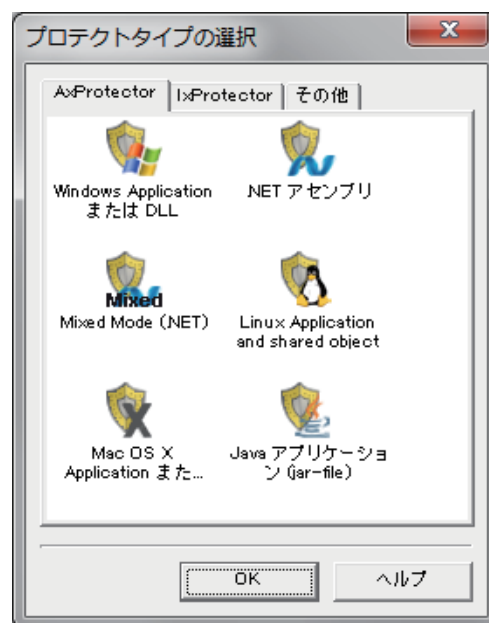 プロテクトタイプの選択
AxProtector
IxProtector
その他
Windows Application
または DLL
.NET アセンブリ
Mixed
Mixed Mode (.NET)
Linux Application
and shared object
Mac OS X
Application また...
Java アプリケーショ
ン (jar-file)
OK
ヘルプ